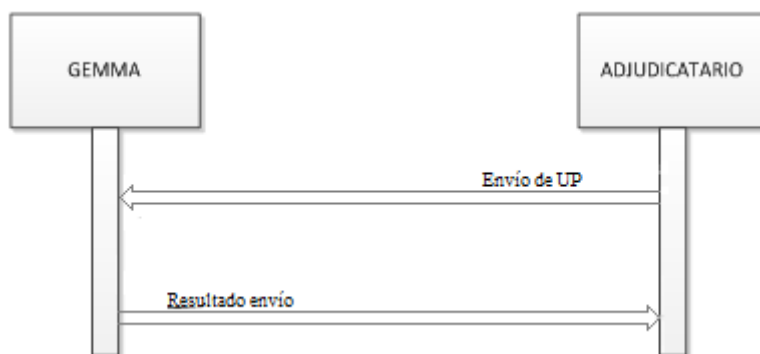 GEMMA
ADJUDICATARIO
Envío de UP
Resultado envío